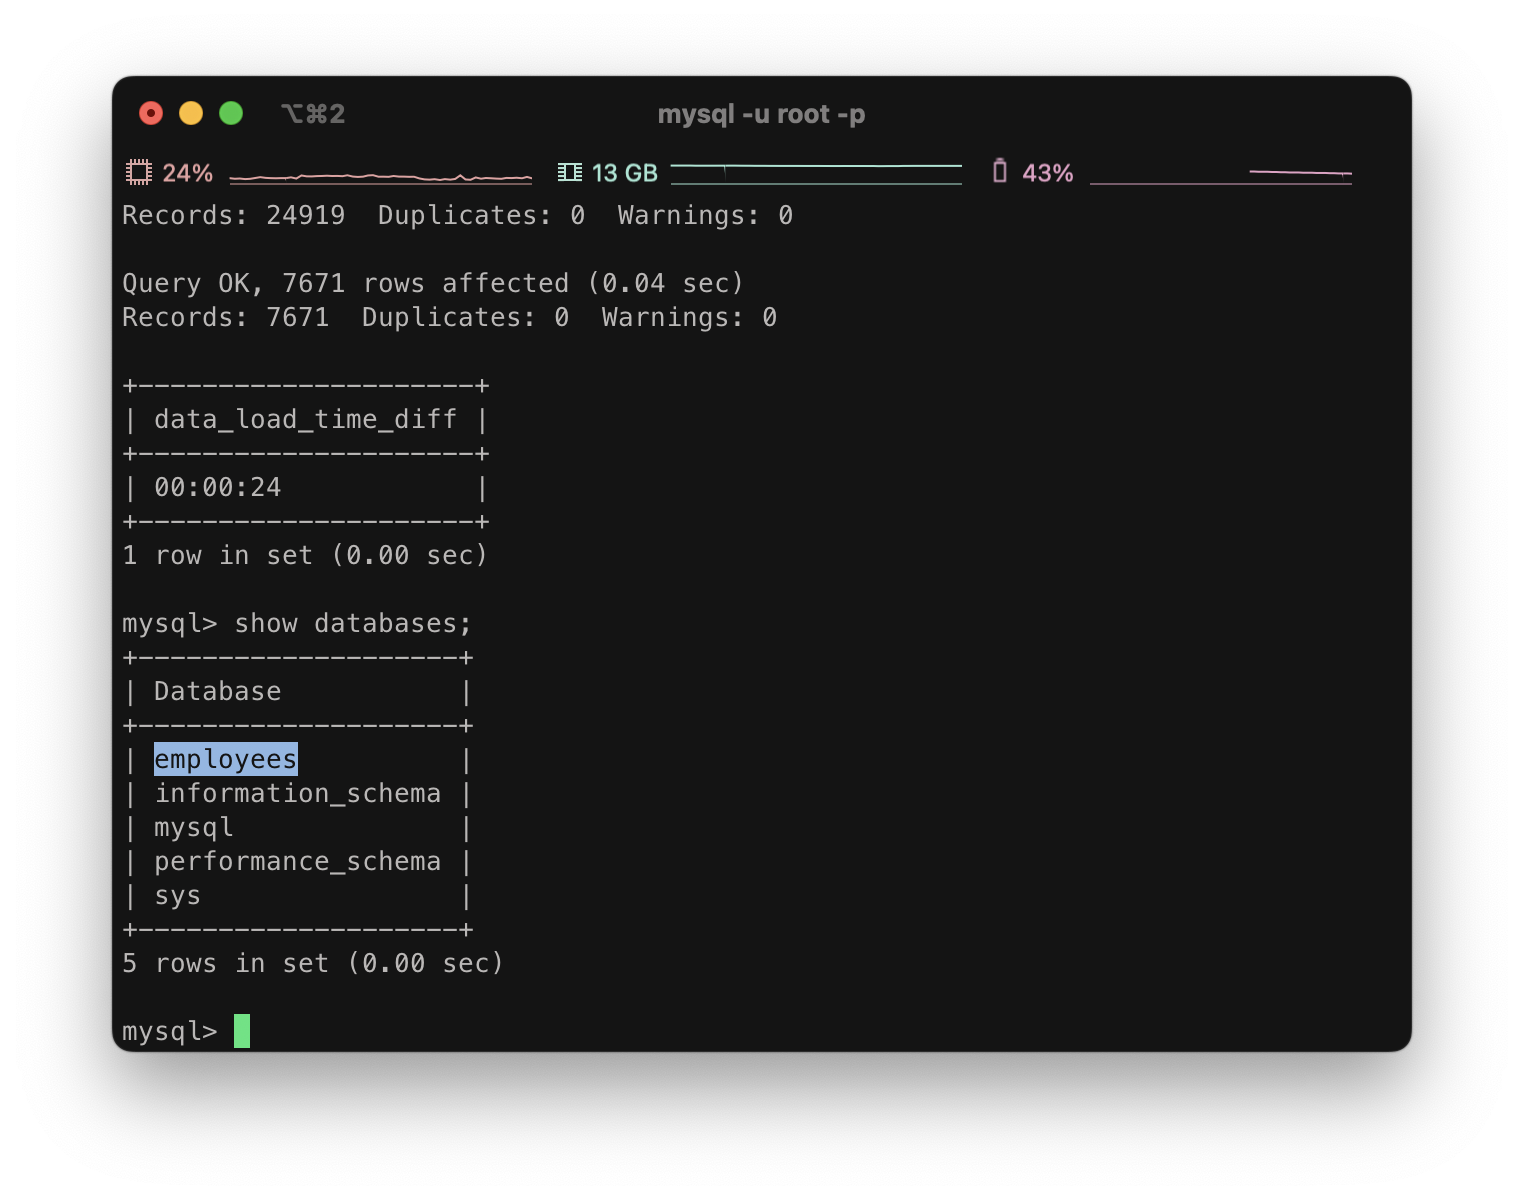 ⌥⌘2 mysql -u root -p
24% 13 GB 43%
Records: 24919  Duplicates: 0  Warnings: 0

Query OK, 7671 rows affected (0.04 sec)
Records: 7671  Duplicates: 0  Warnings: 0

+--------------------+
| data_load_time_diff |
+--------------------+
| 00:00:24            |
+--------------------+
1 row in set (0.00 sec)

mysql> show databases;
+--------------------+
| Database           |
+--------------------+
| employees          |
| information_schema |
| mysql              |
| performance_schema |
| sys                |
+--------------------+
5 rows in set (0.00 sec)

mysql>